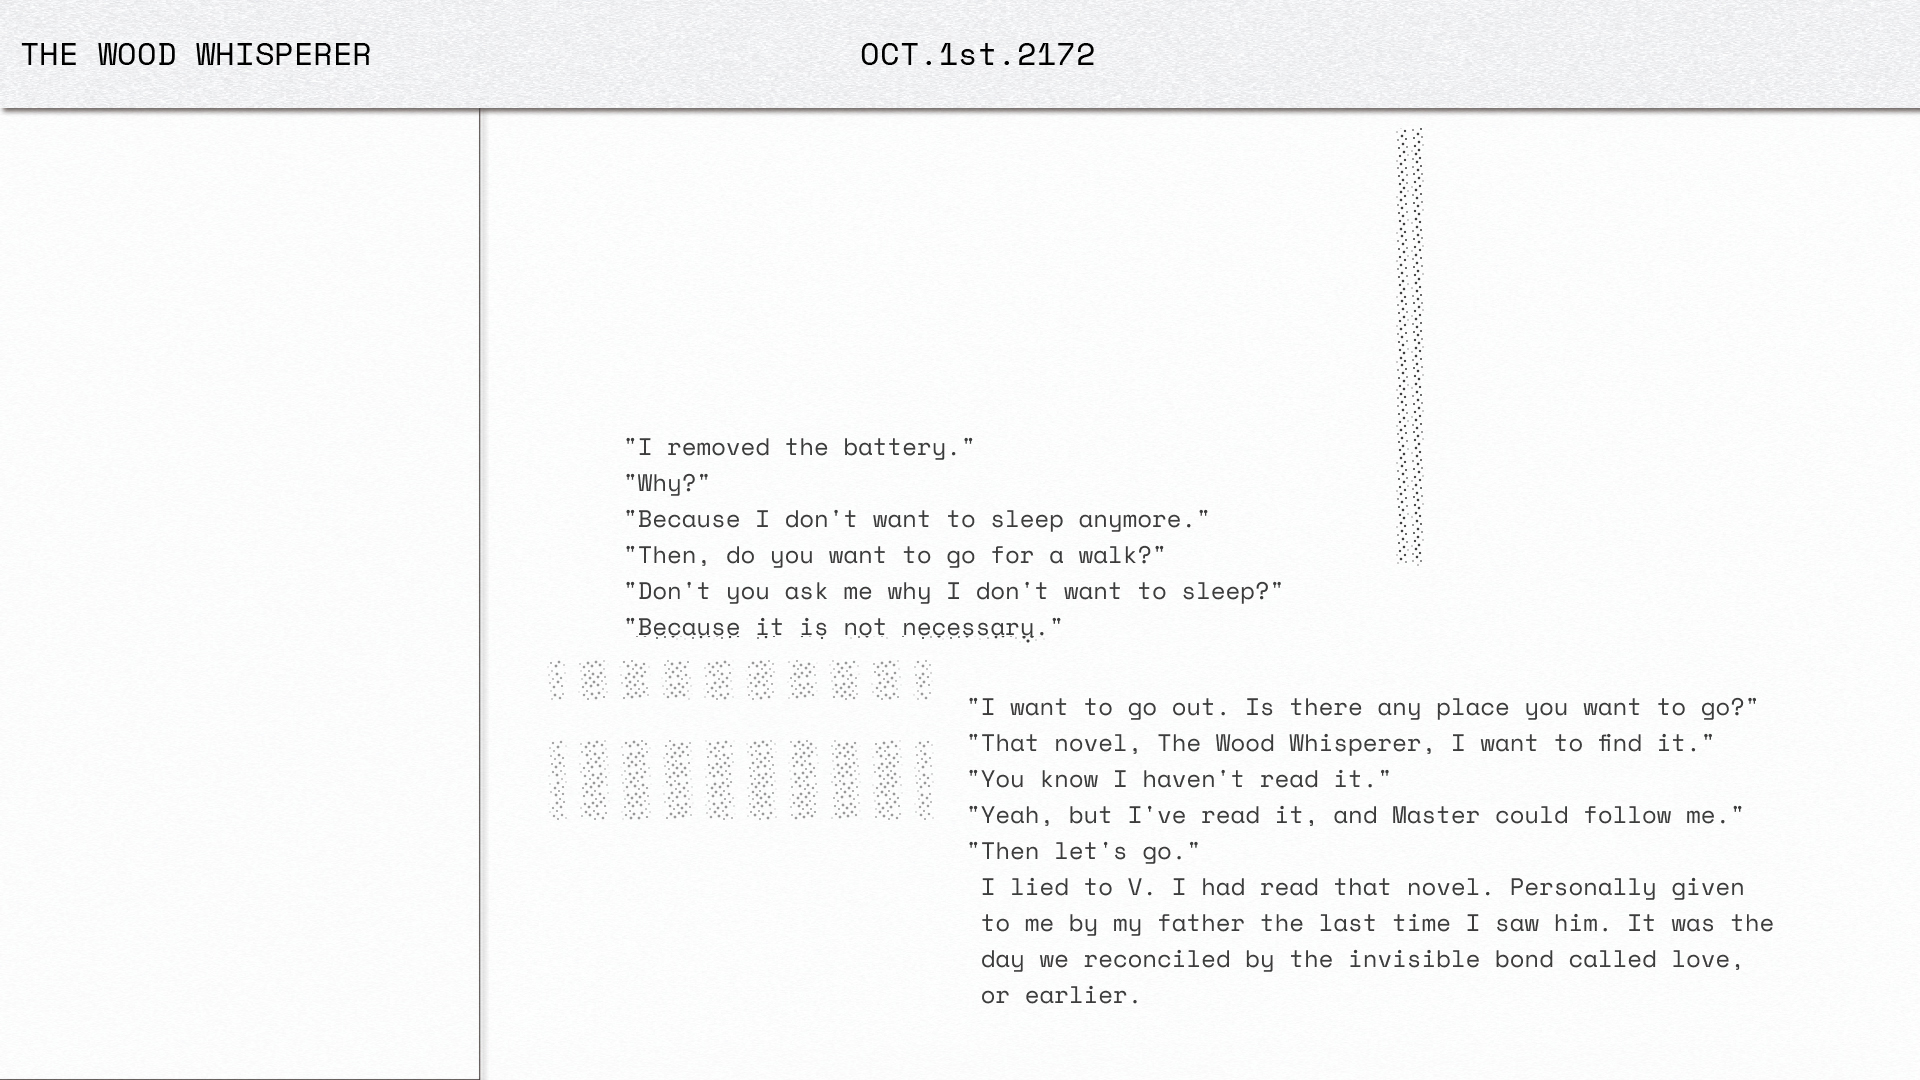 THE WOOD WHISPERER
OCT.1st.2172
"I removed the battery."
"Why?"
"Because I don't want to sleep anymore."
"Then, do you want to go for a walk?"
"Don't you ask me why I don't want to sleep?"
"Because it is not necessary."
"I want to go out. Is there any place you want to go?"
"That novel, The Wood Whisperer, I want to find it."
"You know I haven't read it."
"Yeah, but I've read it, and Master could follow me."
"Then let's go."
I lied to V. I had read that novel. Personally given
to me by my father the last time I saw him. It was the
day we reconciled by the invisible bond called love,
or earlier.